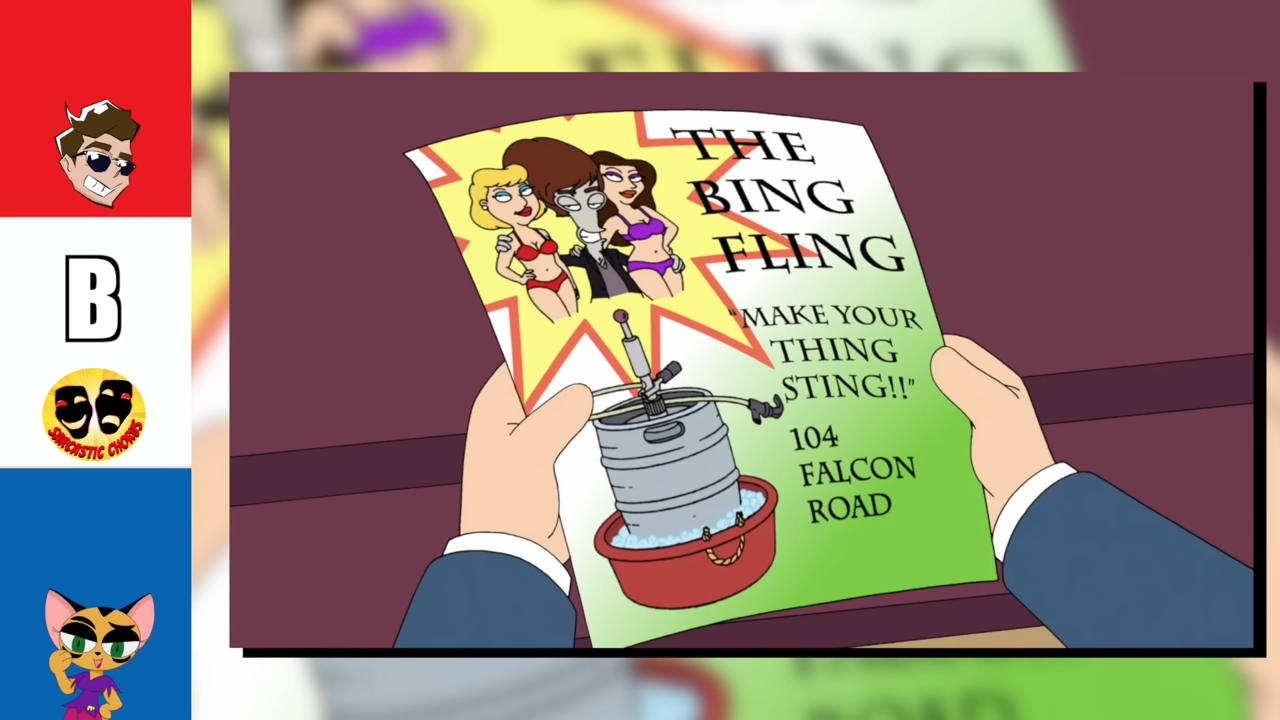 B
SARCASTIC CHORUS
THE
BING
FLING
"MAKE YOUR
THING
STING!!"
104
FALCON
ROAD